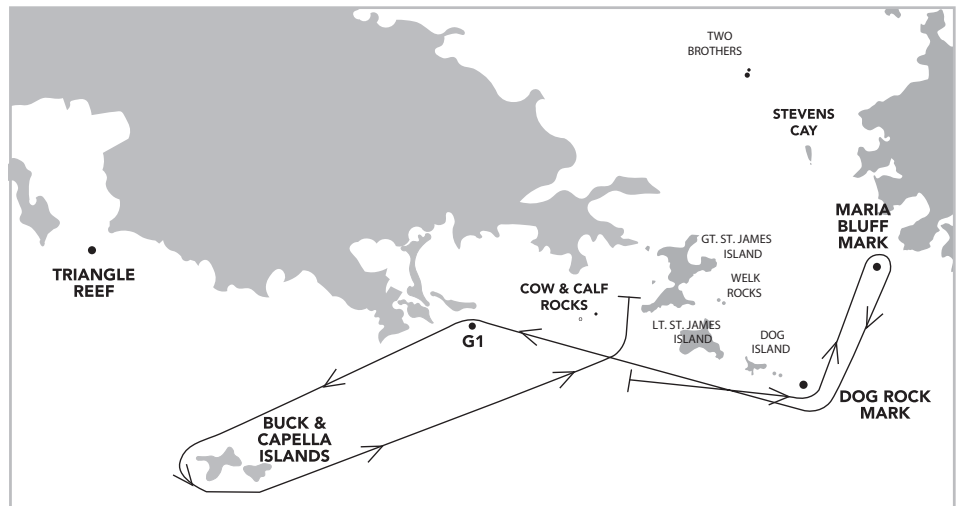 TWO
BROTHERS
STEVENS
CAY
MARIA
BLUFF
MARK
GT. ST. JAMES
ISLAND
TRIANGLE
REEF
WELK
ROCKS
COW & CALF
ROCKS
LT. ST. JAMES
ISLAND
DOG
ISLAND
G1
DOG ROCK
MARK
BUCK &
CAPELLA
ISLANDS